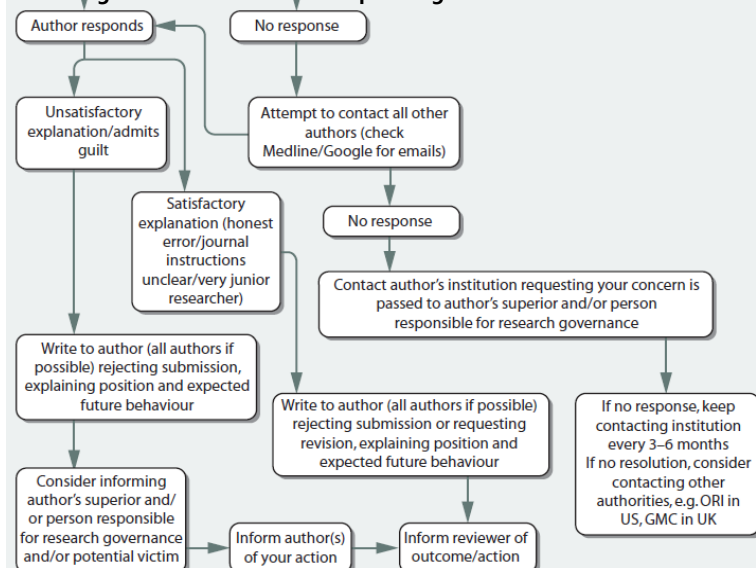 Author responds
No response
Unsatisfactory
explanation/admits
guilt
Attempt to contact all other
authors (check
Medline/Google for emails)
Satisfactory
explanation (honest
error/journal
instructions
unclear/very junior
researcher)
No response
Contact author's institution requesting your concern is
passed to author's superior and/or person
responsible for research governance
Write to author (all authors if
possible) rejecting submission,
explaining position and expected
future behaviour
Write to author (all authors if possible)
rejecting submission or requesting
revision, explaining position and
expected future behaviour
If no response, keep
contacting institution
every 3–6 months
If no resolution, consider
contacting other
authorities, e.g. ORI in
US, GMC in UK
Consider informing
author's superior and/
or person responsible
for research governance
and/or potential victim
Inform author(s)
of your action
Inform reviewer of
outcome/action